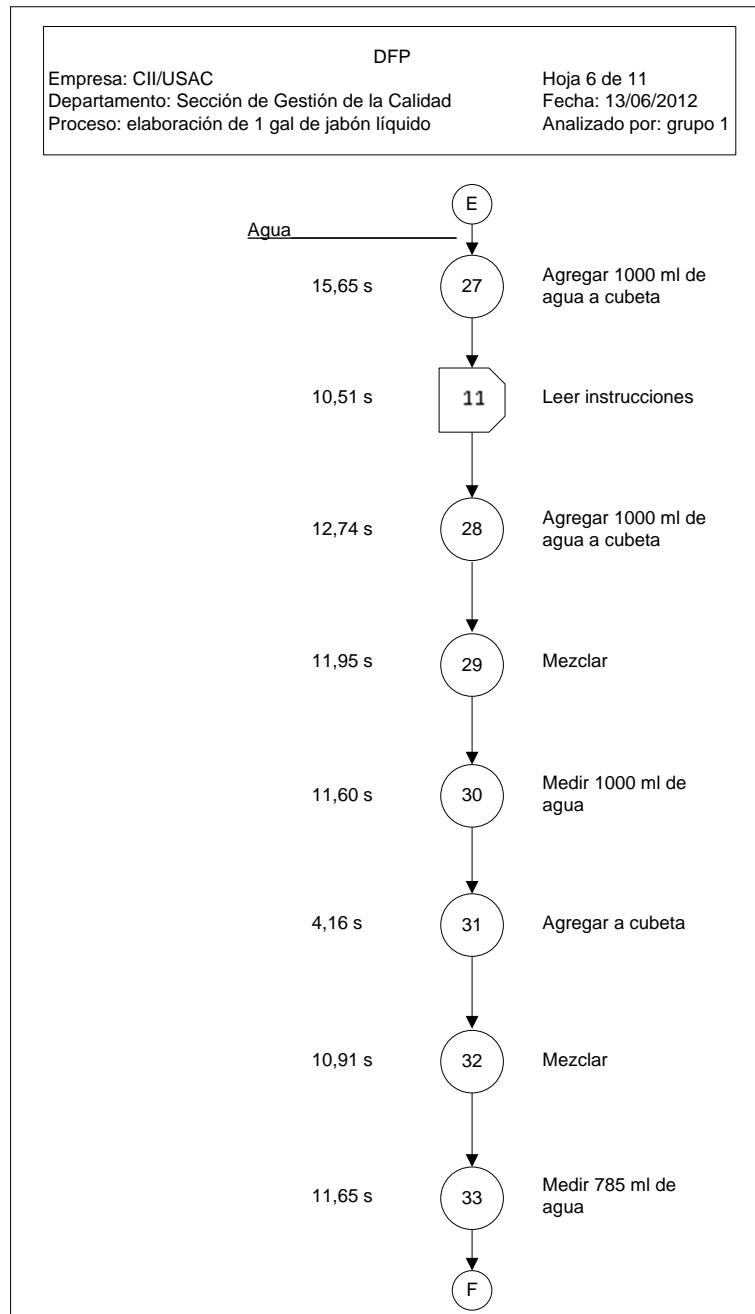 DFP
Empresa: CII/USAC
Hoja 6 de 11
Departamento: Sección de Gestión de la Calidad
Fecha: 13/06/2012
Proceso: elaboración de 1 gal de jabón líquido
Analizado por: grupo 1
E
Agua
15,65 s
27
Agregar 1000 ml de
agua a cubeta
10,51 s
11
Leer instrucciones
12,74 s
28
Agregar 1000 ml de
agua a cubeta
11,95 s
29
Mezclar
11,60 s
30
Medir 1000 ml de
agua
4,16 s
31
Agregar a cubeta
10,91 s
32
Mezclar
11,65 s
33
Medir 785 ml de
agua
F